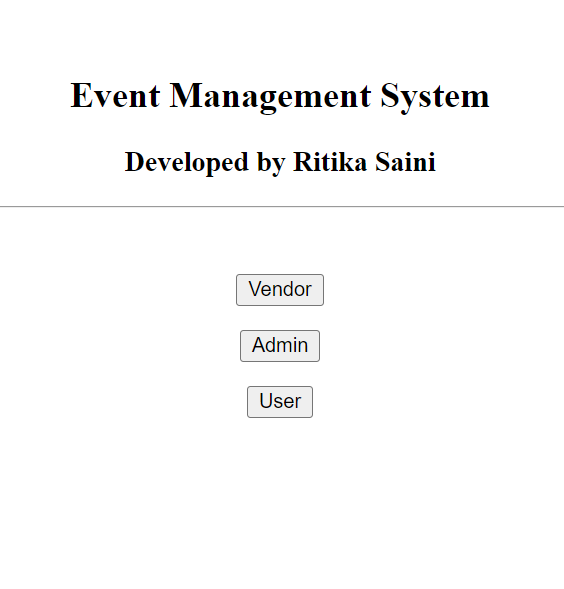 Event Management System
Developed by Ritika Saini
Vendor
Admin
User